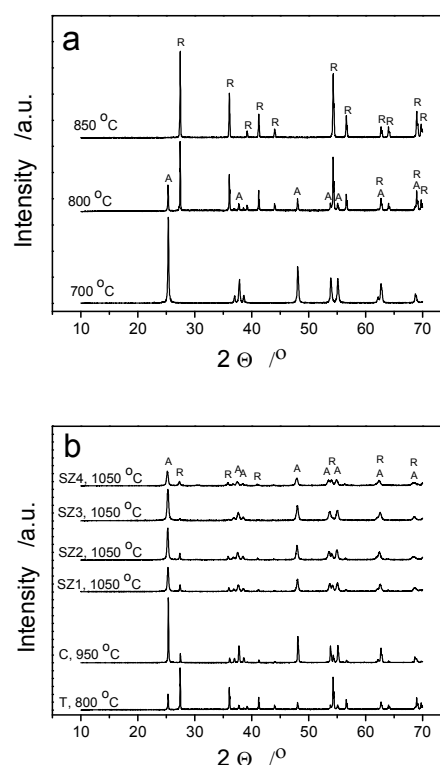 a
R
R
R
R
R
R
R
R R
R
R
850 °C
A
A
A
A A
R
A
R
A R
800 °C
700 °C
Intensity /a.u.
10 20 30 40 50 60 70
2 Θ /°
b
A
R
R
A
A
R
A
A
R
A
R
A
R
A
SZ4, 1050 °C
SZ3, 1050 °C
SZ2, 1050 °C
SZ1, 1050 °C
C, 950 °C
T, 800 °C
Intensity /a.u.
10 20 30 40 50 60 70
2 Θ /°